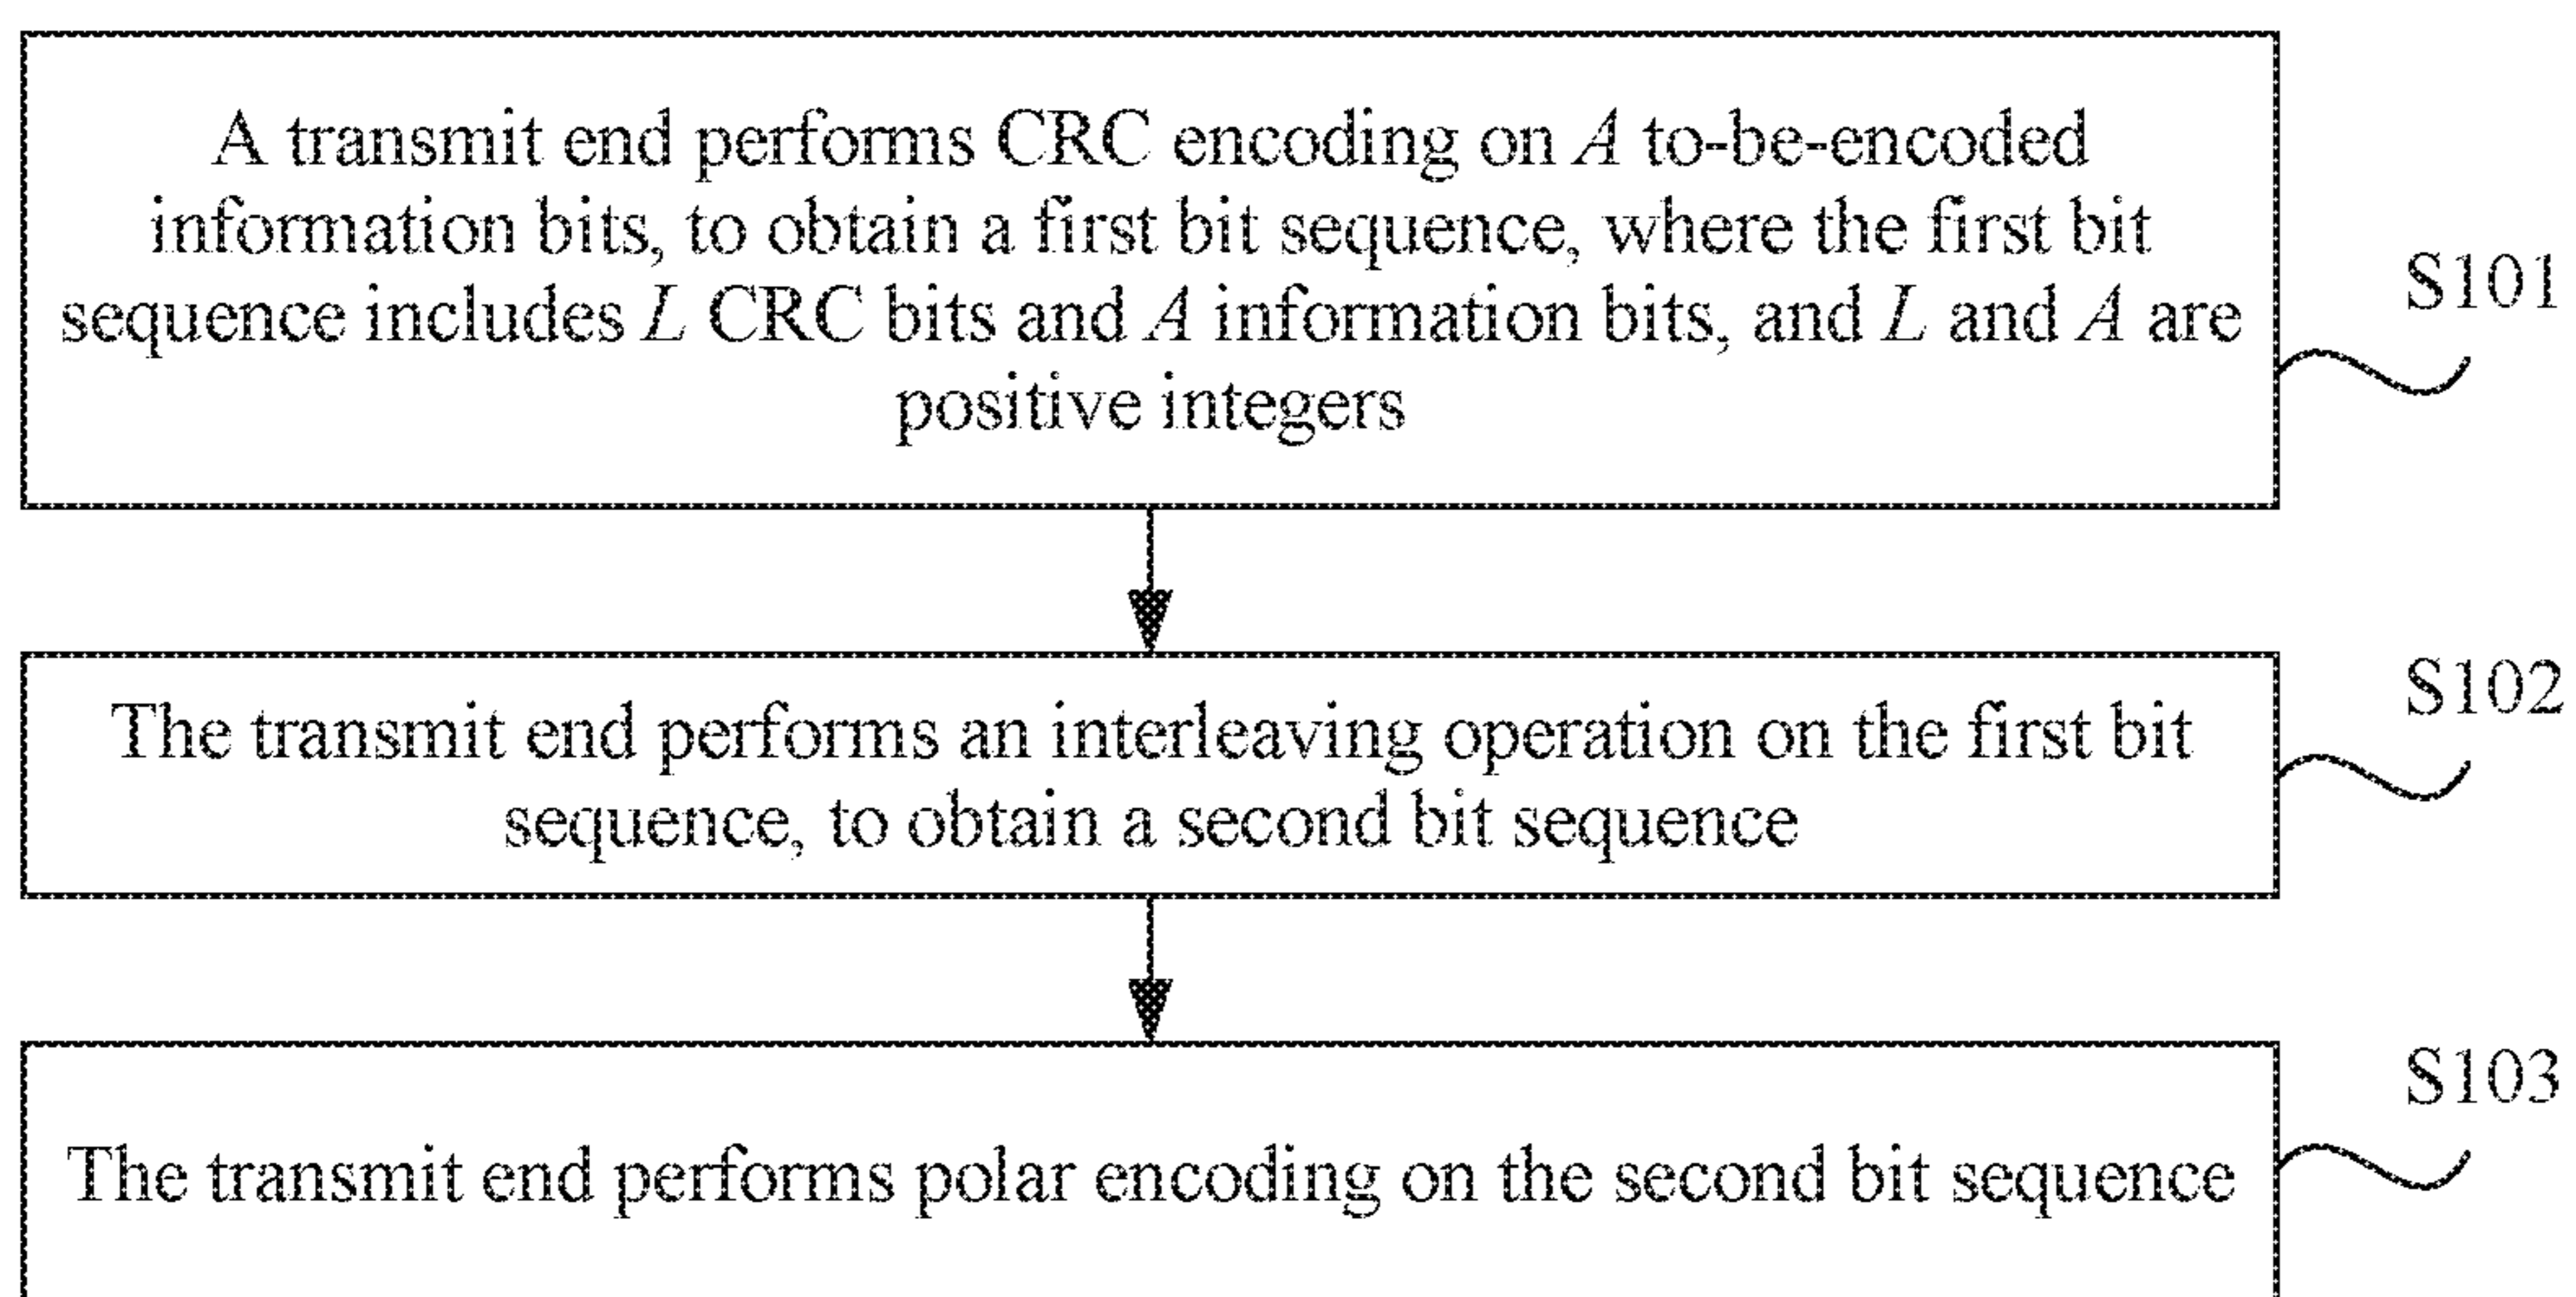 A transmit end performs CRC encoding on A to-be-encoded
information bits, to obtain a first bit sequence, where the first bit
sequence includes L CRC bits and A information bits, and L and A are
positive integers
S101
The transmit end performs an interleaving operation on the first bit
sequence, to obtain a second bit sequence
S102
The transmit end performs polar encoding on the second bit sequence
S103